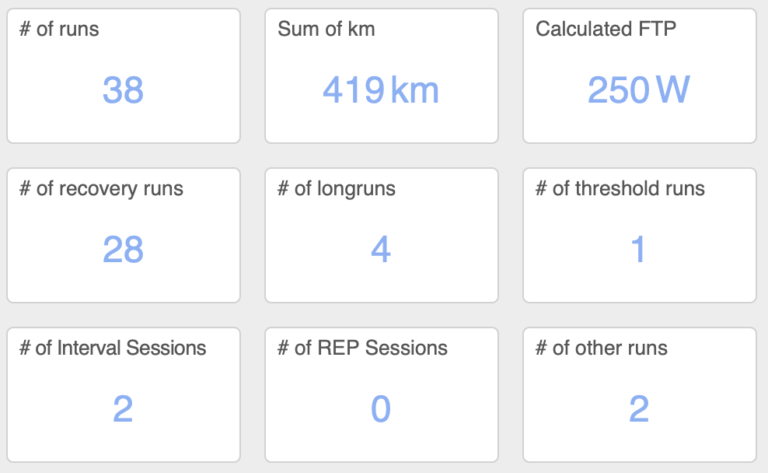 # of runs
38
Sum of km
419 km
Calculated FTP
250 W
# of recovery runs
28
# of longruns
4
# of threshold runs
1
# of Interval Sessions
2
# of REP Sessions
0
# of other runs
2